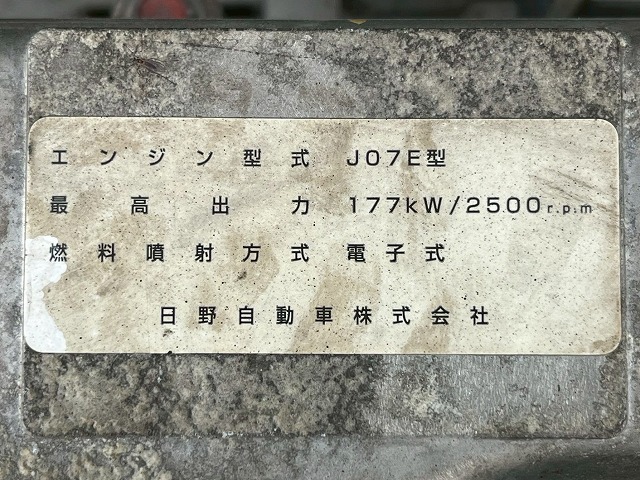 エンジン型式 J07E型
最高出力 177kW/2500r.p.m
燃料噴射方式 電子式
日野自動車株式会社